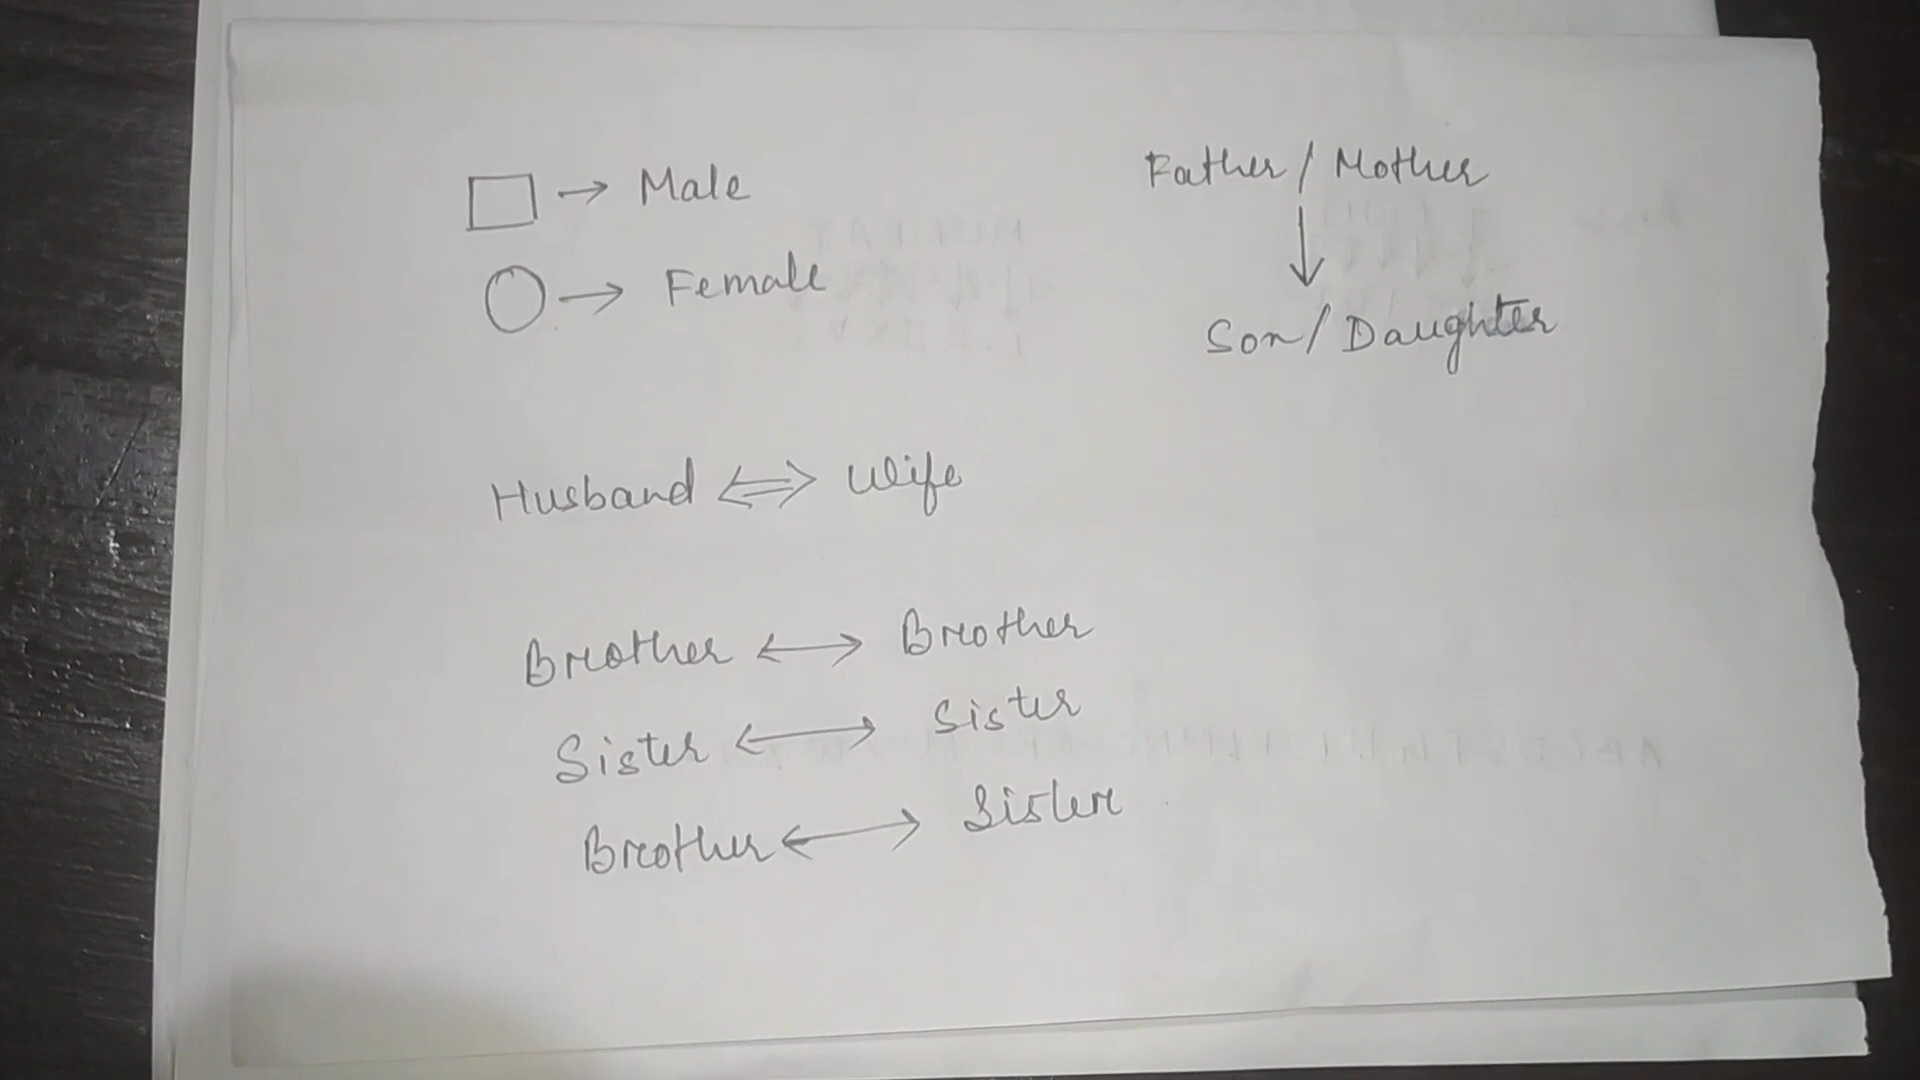 □ → Male
○ → Female
Father / Mother
↓
Son / Daughter
Husband ⇔ Wife
Brother ↔ Brother
Sister ↔ Sister
Brother ↔ Sister